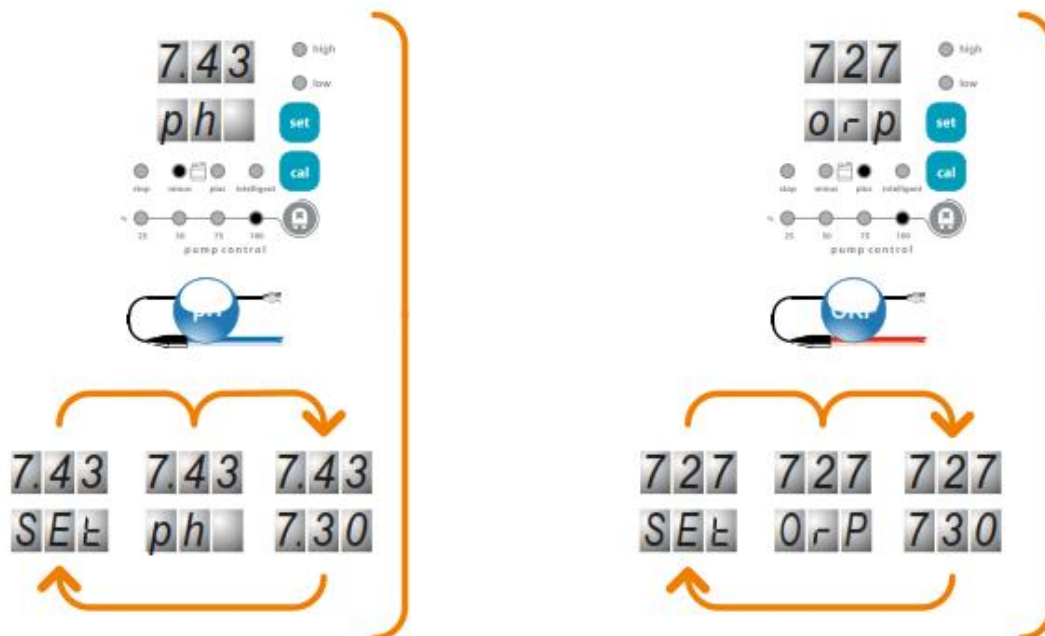 7.43
high
low
ph
set
cal
stop minus plus intelligent
% 25 50 75 100
pump control
pH
7.43 7.43 7.43
SEt ph 7.30
727
high
low
orp
set
cal
stop minus plus intelligent
% 25 50 75 100
pump control
ORP
727 727 727
SEt OrP 730